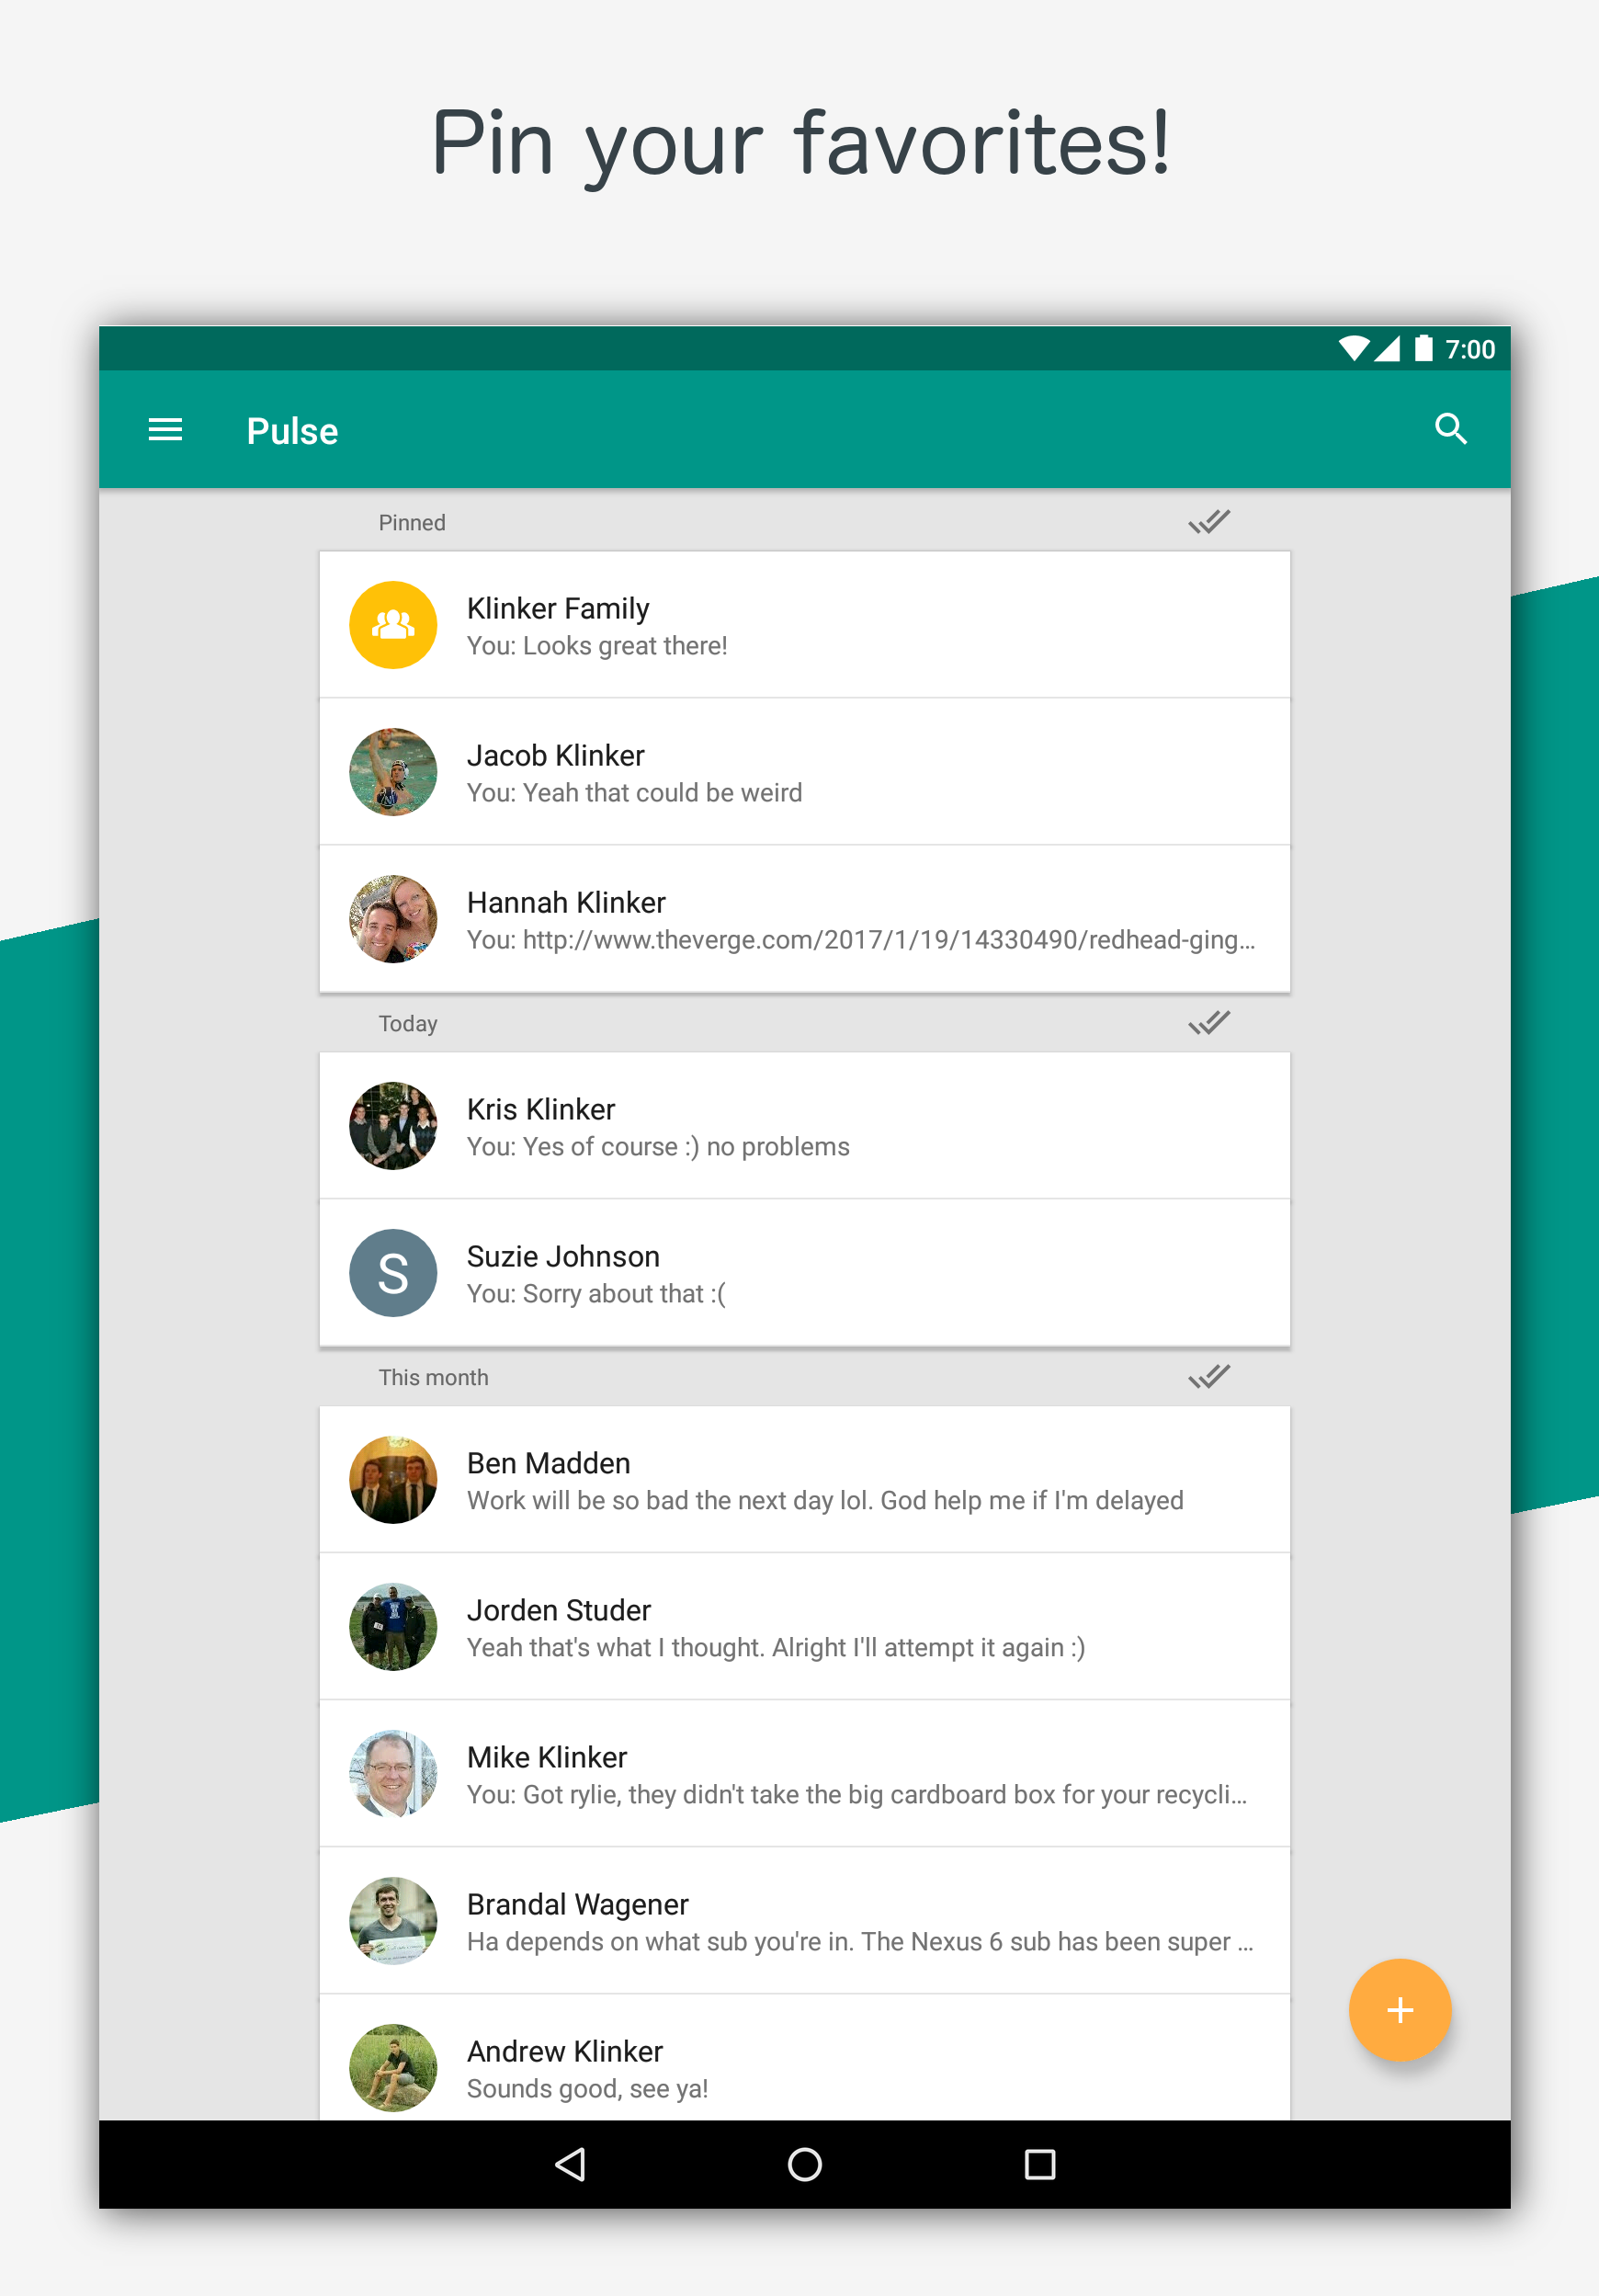 Pin your favorites!
7:00
Pulse
Pinned
Klinker Family
You: Looks great there!
Jacob Klinker
You: Yeah that could be weird
Hannah Klinker
You: http://www.theverge.com/2017/1/19/14330490/redhead-ging...
Today
Kris Klinker
You: Yes of course :) no problems
S
Suzie Johnson
You: Sorry about that :(
This month
Ben Madden
Work will be so bad the next day lol. God help me if I'm delayed
Jorden Studer
Yeah that's what I thought. Alright I'll attempt it again :)
Mike Klinker
You: Got rylie, they didn't take the big cardboard box for your recycli...
Brandal Wagener
Ha depends on what sub you're in. The Nexus 6 sub has been super ...
Andrew Klinker
Sounds good, see ya!